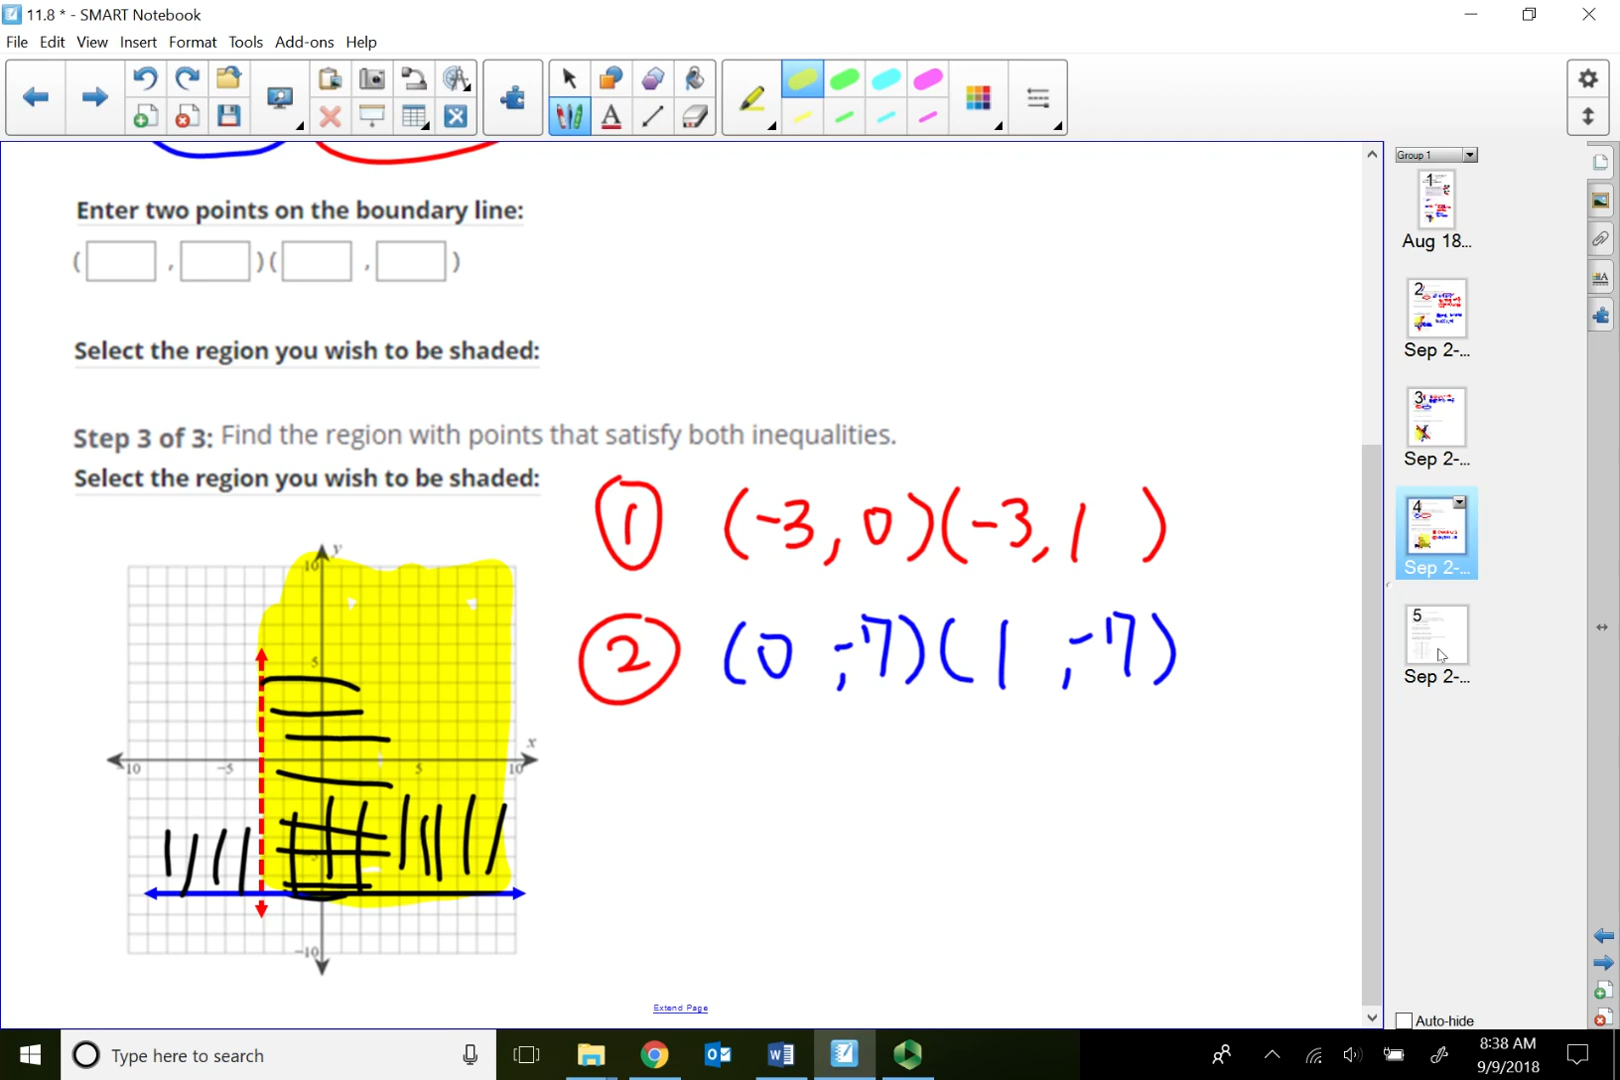 11.8 * - SMART Notebook
File Edit View Insert Format Tools Add-ons Help
Enter two points on the boundary line:
( , )( , )
Select the region you wish to be shaded:
Step 3 of 3: Find the region with points that satisfy both inequalities.
Select the region you wish to be shaded:
1 (-3, 0)(-3, 1 )
2 (0 , -7)(1 , -7)
y
10
5
x
-10 -5 5 10
-5
-10
Extend Page
Group 1
1
Aug 18...
2
Sep 2-...
3
Sep 2-...
4
Sep 2-...
5
Sep 2-...
Auto-hide
Type here to search
8:38 AM
9/9/2018